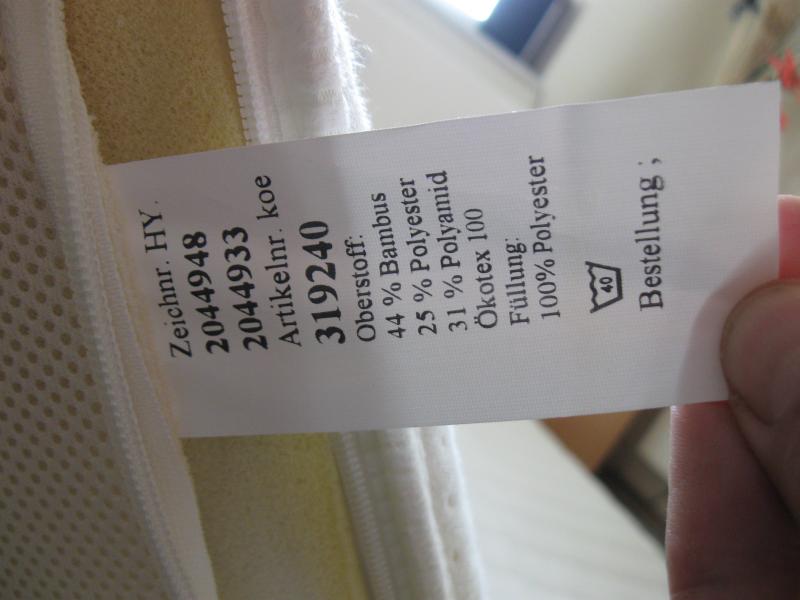 Zeichnr. HY.
2044948
2044933
Artikelnr. koe
319240
Oberstoff:
44 % Bambus
25 % Polyester
31 % Polyamid
Ökotex 100
Füllung:
100% Polyester
40
Bestellung ;